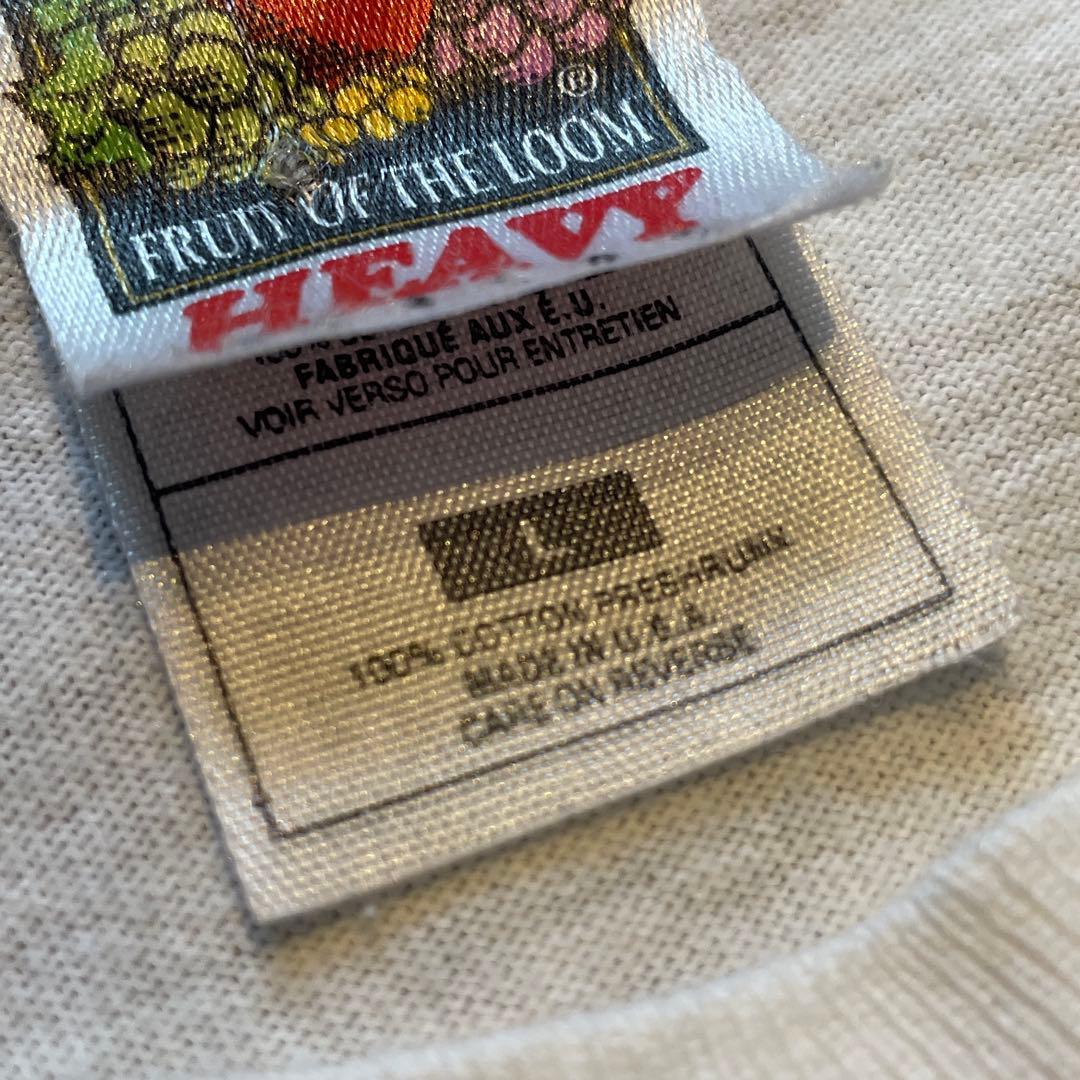 ®
FRUIT OF THE LOOM
HEAVY
FABRIQUÉ AUX É.U.
VOIR VERSO POUR ENTRETIEN
L
100% COTTON PRESHRUNK
MADE IN U.S.A.
CARE ON REVERSE